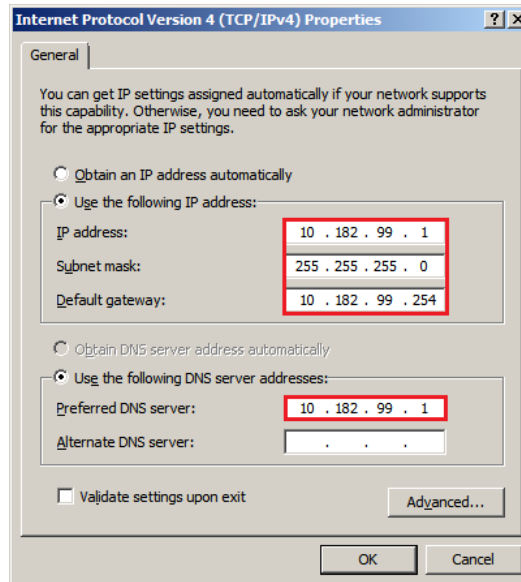 Internet Protocol Version 4 (TCP/IPv4) Properties
General
You can get IP settings assigned automatically if your network supports
this capability. Otherwise, you need to ask your network administrator
for the appropriate IP settings.
Obtain an IP address automatically
Use the following IP address:
IP address: 10 . 182 . 99 . 1
Subnet mask: 255 . 255 . 255 . 0
Default gateway: 10 . 182 . 99 . 254
Obtain DNS server address automatically
Use the following DNS server addresses:
Preferred DNS server: 10 . 182 . 99 . 1
Alternate DNS server: . . .
Validate settings upon exit
Advanced...
OK Cancel